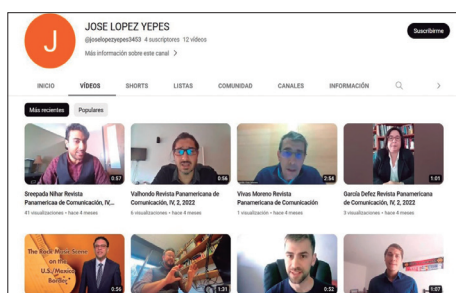 J
JOSE LOPEZ YEPES
@joselopezyepes3453 4 suscriptores 12 vídeos
Más información sobre este canal >
Suscribirme
INICIO VÍDEOS SHORTS LISTAS COMUNIDAD CANALES INFORMACIÓN
Más recientes Populares
0:57
0:56
2:54
1:01
Sreepada Nihar Revista
Panamericana de Comunicación, IV,...
41 visualizaciones • hace 4 meses
Valhondo Revista Panamericana de
Comunicación, IV, 2, 2022
6 visualizaciones • hace 4 meses
Vivas Moreno Revista
Panamericana de Comunicación
1 visualización • hace 4 meses
García Defez Revista Panamericana
de Comunicación, IV, 2, 2022
3 visualizaciones • hace 4 meses
The Rock Music Scene
on the
U.S./Mexico
Border
0:56
1:31
0:52
1:07